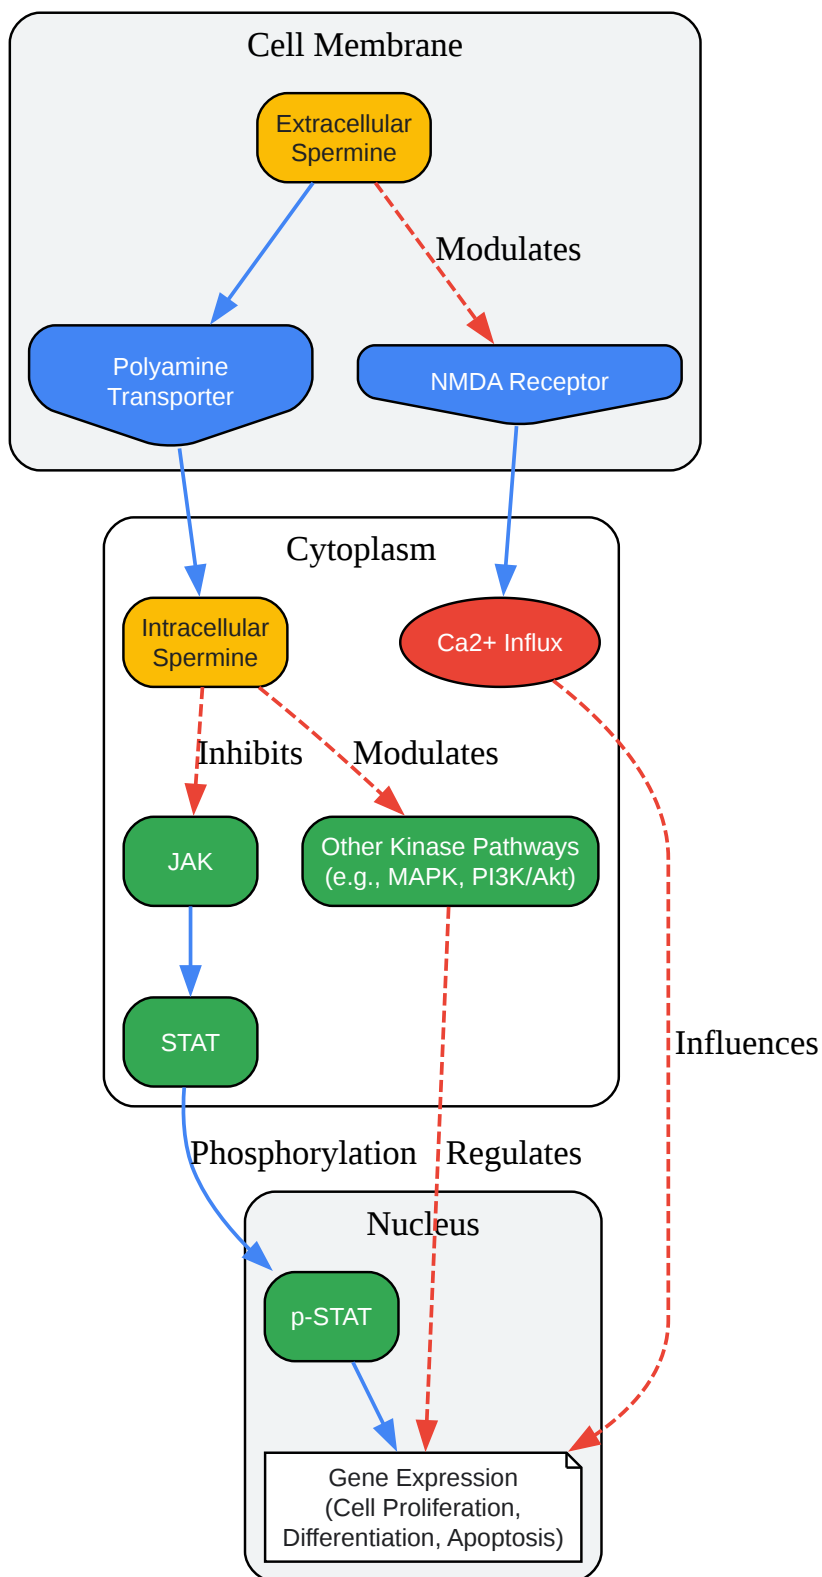 Cell Membrane
Extracellular
Spermine
Modulates
Polyamine
Transporter
NMDA Receptor
Cytoplasm
Intracellular
Spermine
Ca2+ Influx
Inhibits
Modulates
JAK
Other Kinase Pathways
(e.g., MAPK, PI3K/Akt)
STAT
Influences
Phosphorylation
Regulates
Nucleus
p-STAT
Gene Expression
(Cell Proliferation,
Differentiation, Apoptosis)